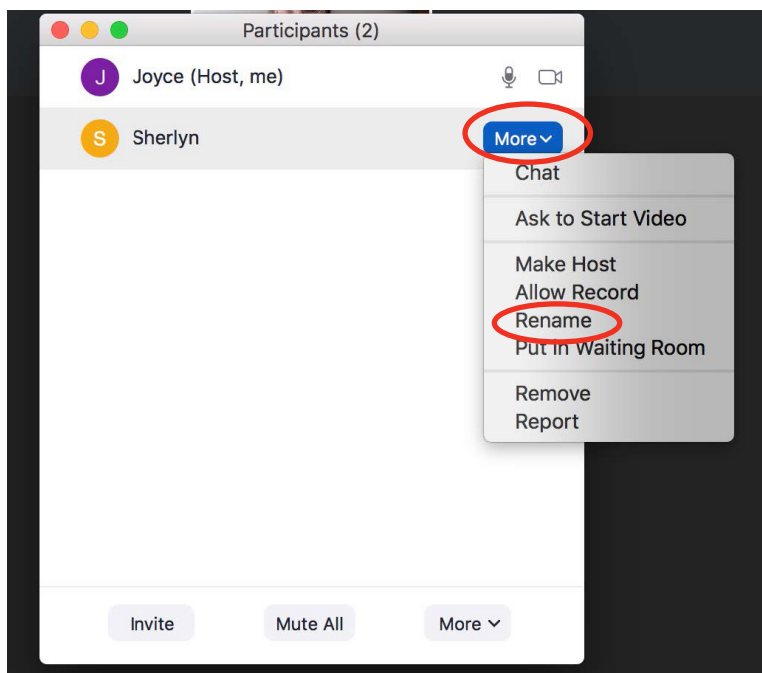 Participants (2)
J Joyce (Host, me)
S Sherlyn More
Chat
Ask to Start Video
Make Host
Allow Record
Rename
Put in Waiting Room
Remove
Report
Invite Mute All More